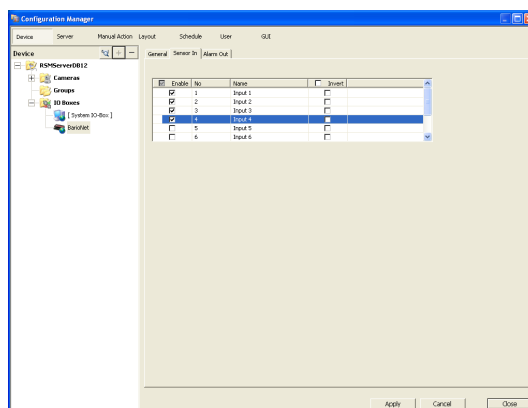 Configuration Manager
Device Server Manual Action Layout Schedule User GUI
Device
General Sensor In Alarm Out
RSMServerDB12
Cameras
Groups
IO Boxes
[ System IO-Box ]
BarioNet
Enable No Name Invert
1 Input 1
2 Input 2
3 Input 3
4 Input 4
5 Input 5
6 Input 6
Apply Cancel Close